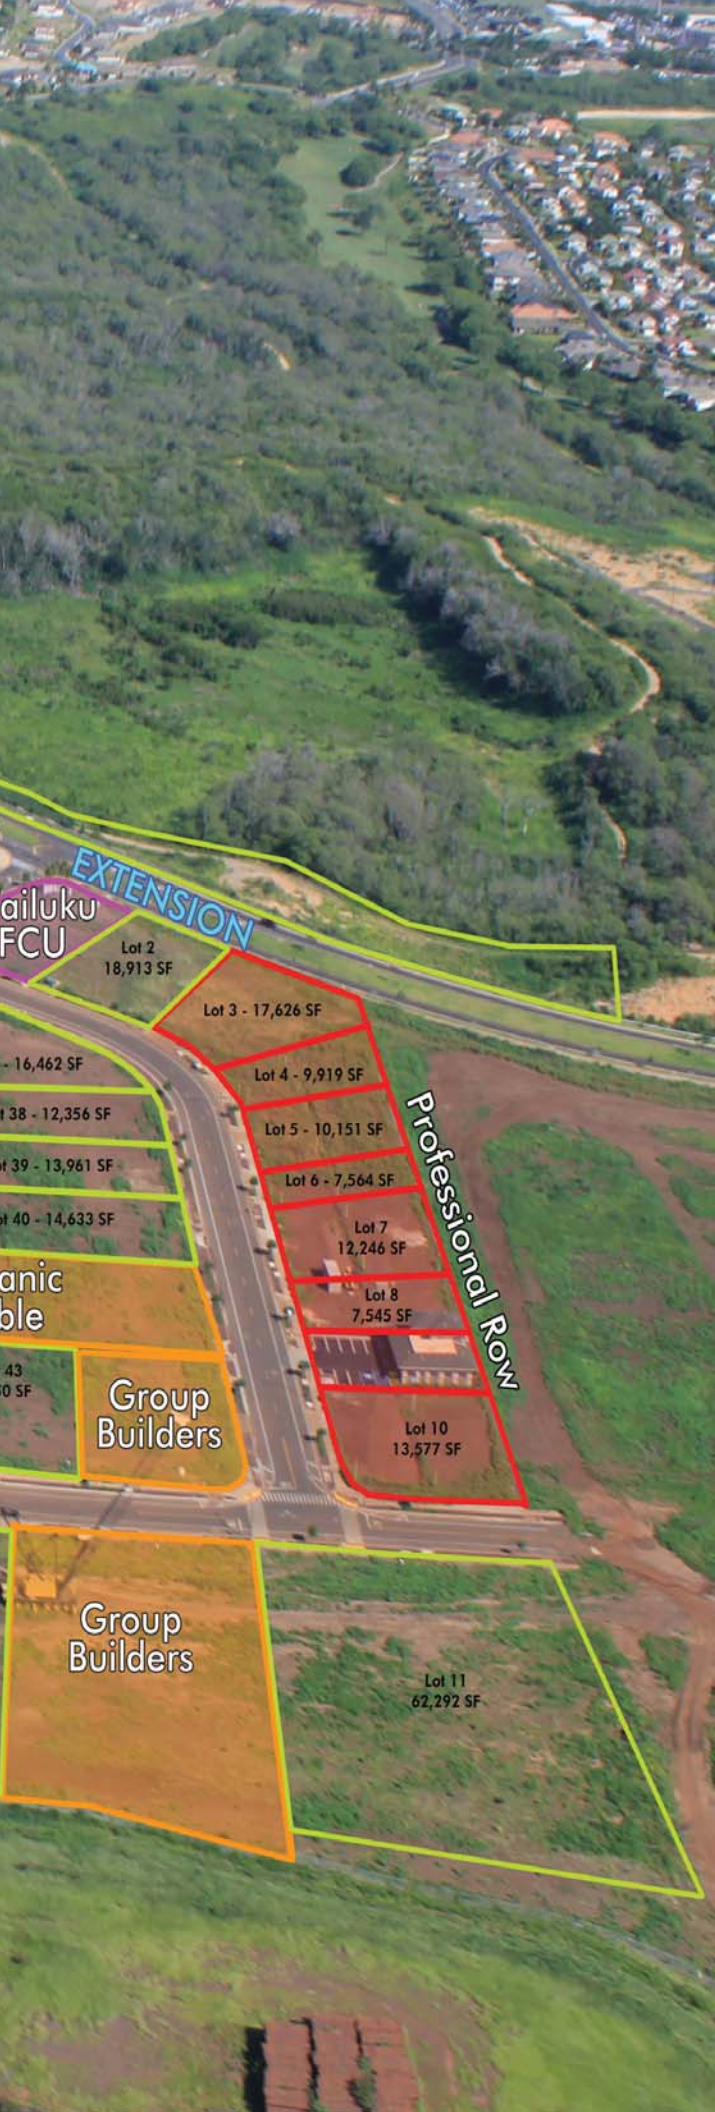 EXTENSION
ailuku
FCU
Lot 2
18,913 SF
Lot 3 - 17,626 SF
- 16,462 SF
Lot 4 - 9,919 SF
t 38 - 12,356 SF
Lot 5 - 10,151 SF
t 39 - 13,961 SF
Lot 6 - 7,564 SF
t 40 - 14,633 SF
Lot 7
12,246 SF
Professional Row
anic
ble
Lot 8
7,545 SF
43
0 SF
Group
Builders
Lot 10
13,577 SF
Group
Builders
Lot 11
62,292 SF